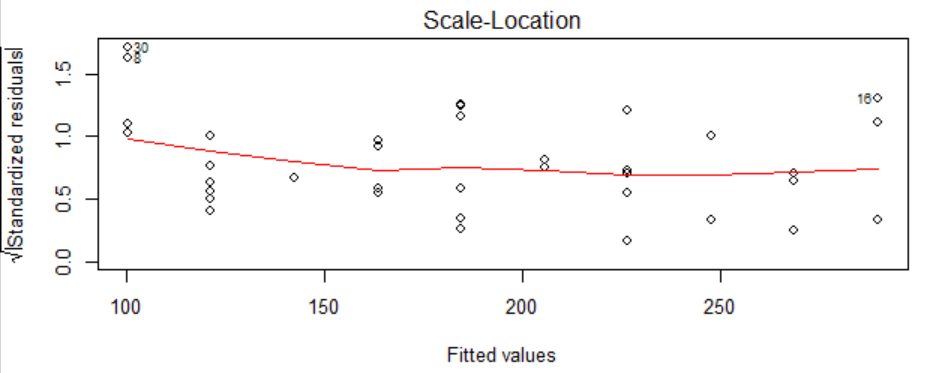 Scale-Location
√|Standardized residuals|
0.0 0.5 1.0 1.5
30
8
16
100 150 200 250
Fitted values